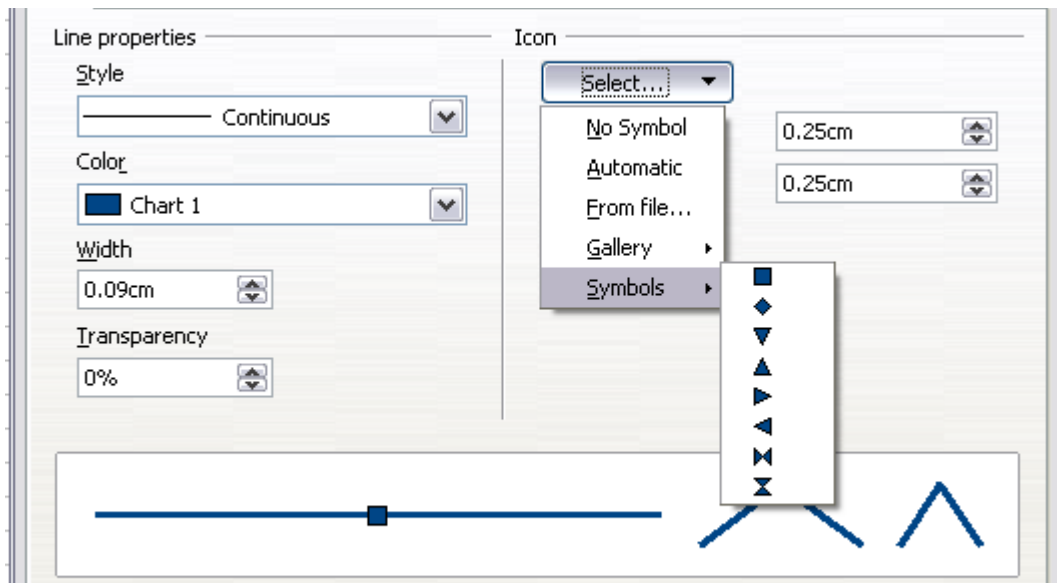 Line properties
Style
Continuous
Color
Chart 1
Width
0.09cm
Transparency
0%
Icon
Select...
No Symbol
Automatic
From file...
Gallery
Symbols
0.25cm
0.25cm